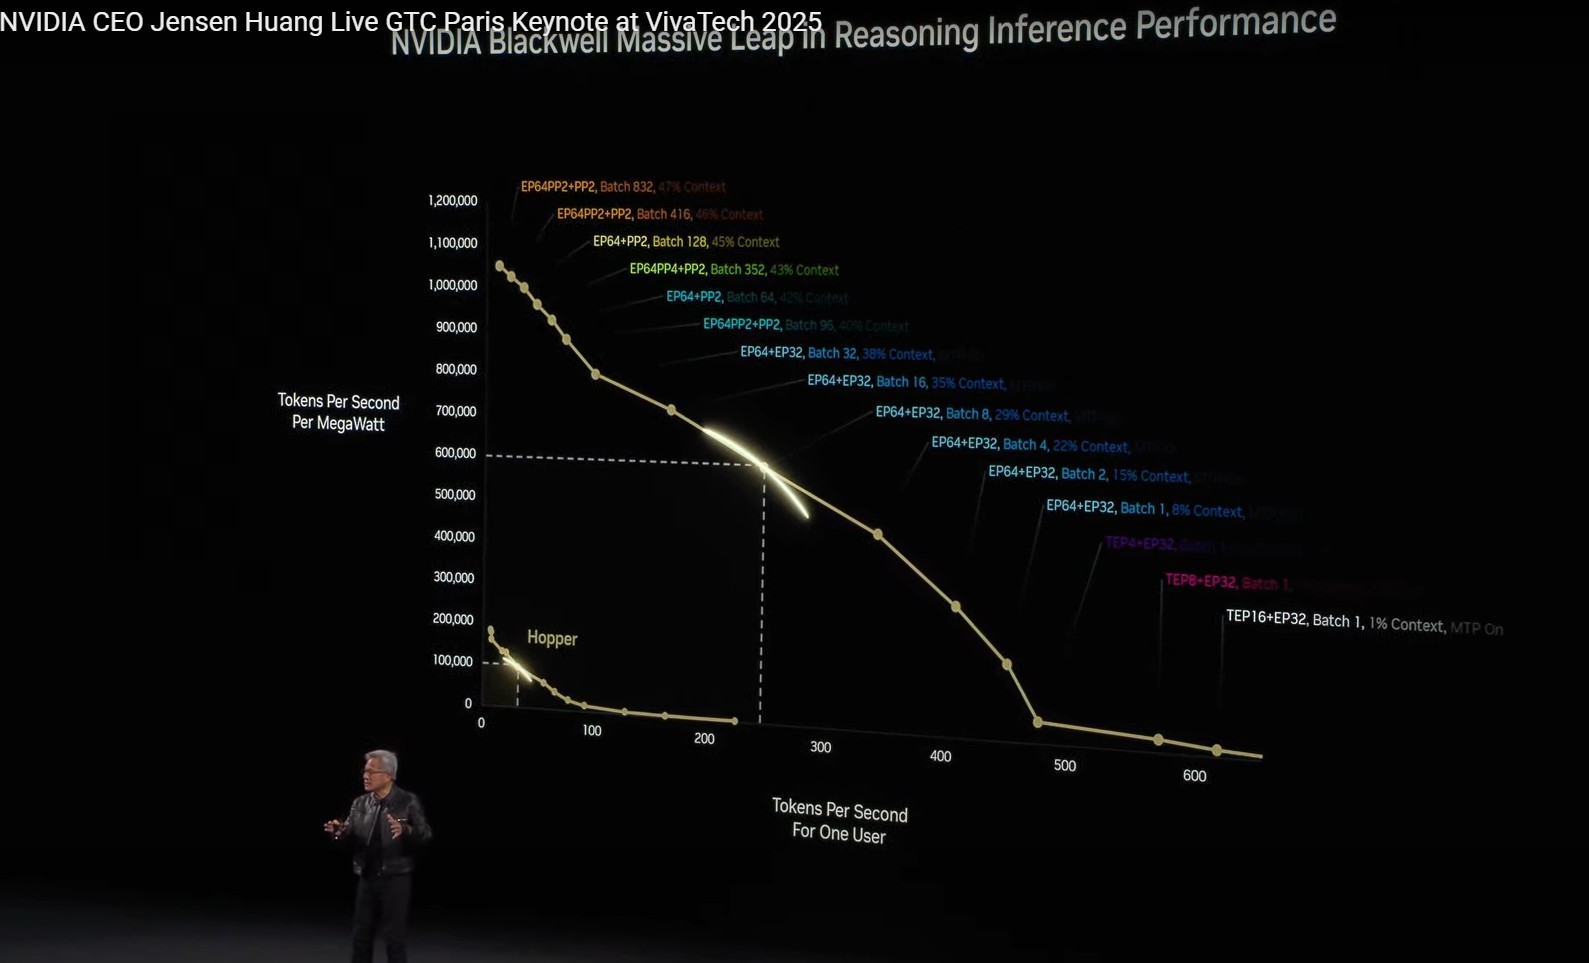 NVIDIA CEO Jensen Huang Live GTC Paris Keynote at VivaTech 2025
NVIDIA Blackwell Massive Leap in Reasoning Inference Performance
EP64PP2+PP2, Batch 832, 47% Context
EP64PP2+PP2, Batch 416, 46% Context
EP64+PP2, Batch 128, 45% Context
EP64PP4+PP2, Batch 352, 43% Context
EP64+PP2, Batch 64, 42% Context
EP64PP2+PP2, Batch 96, 40% Context
EP64+EP32, Batch 32, 38% Context,
EP64+EP32, Batch 16, 35% Context,
EP64+EP32, Batch 8, 29% Context,
EP64+EP32, Batch 4, 22% Context,
EP64+EP32, Batch 2, 15% Context,
EP64+EP32, Batch 1, 8% Context,
TEP4+EP32, Batch
TEP8+EP32, Batch 1,
TEP16+EP32, Batch 1, 1% Context, MTP On
1,200,000
1,100,000
1,000,000
900,000
800,000
700,000
600,000
500,000
400,000
300,000
200,000
100,000
0
Tokens Per Second
Per MegaWatt
Hopper
0
100
200
300
400
500
600
Tokens Per Second
For One User